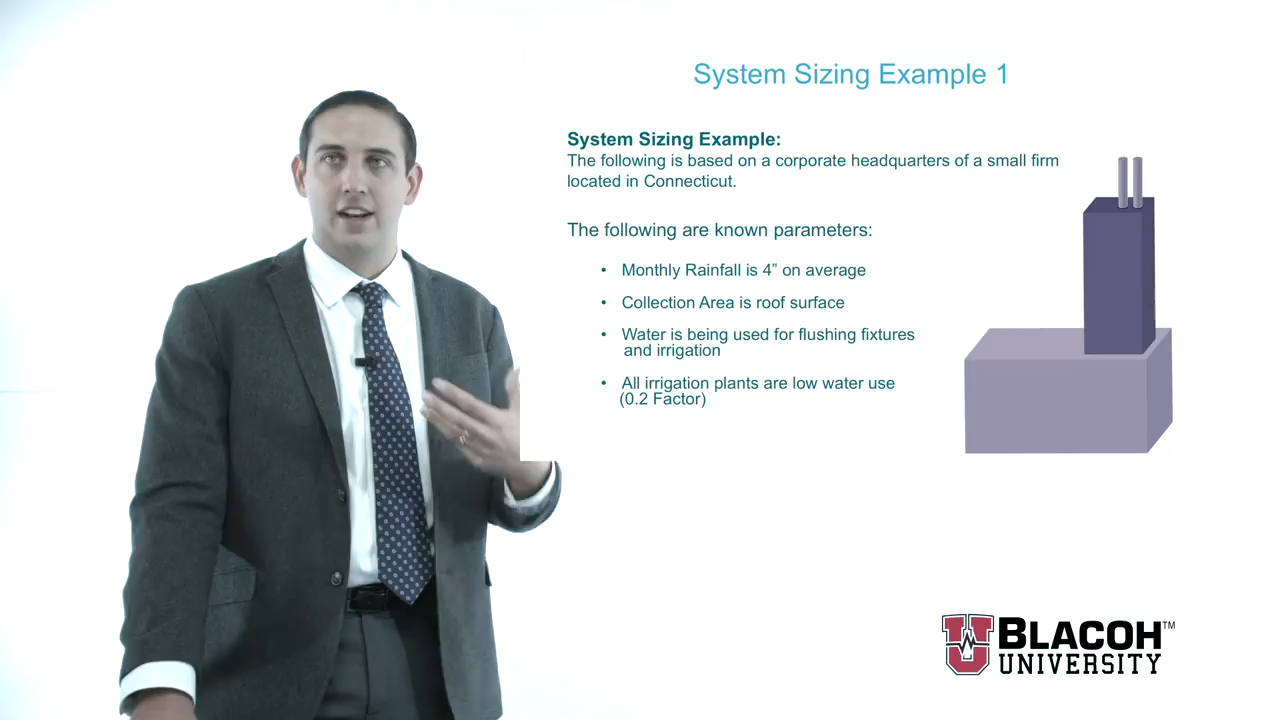 System Sizing Example 1
System Sizing Example:
The following is based on a corporate headquarters of a small firm
located in Connecticut.
The following are known parameters:
• Monthly Rainfall is 4” on average
• Collection Area is roof surface
• Water is being used for flushing fixtures
and irrigation
• All irrigation plants are low water use
(0.2 Factor)
U BLACOH™
UNIVERSITY